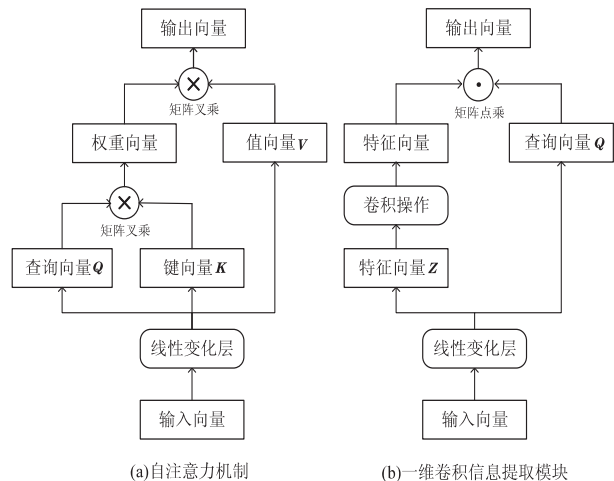 输出向量
矩阵叉乘
权重向量
值向量V
矩阵叉乘
查询向量Q
键向量K
线性变化层
输入向量
(a)自注意力机制
输出向量
矩阵点乘
特征向量
查询向量Q
卷积操作
特征向量Z
线性变化层
输入向量
(b)一维卷积信息提取模块